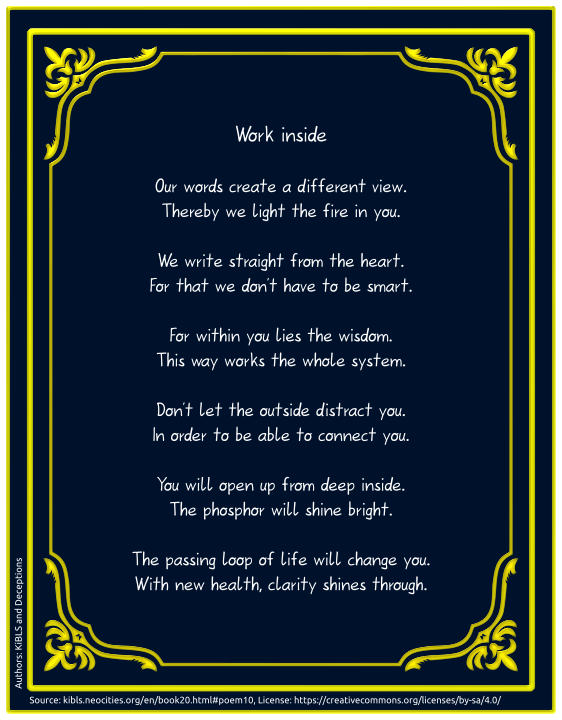 Work inside
Our words create a different view.
Thereby we light the fire in you.
We write straight from the heart.
For that we don't have to be smart.
For within you lies the wisdom.
This way works the whole system.
Don't let the outside distract you.
In order to be able to connect you.
You will open up from deep inside.
The phosphor will shine bright.
The passing loop of life will change you.
With new health, clarity shines through.
Authors: KiBLS and Deceptions
Source: kibl.neocities.org/en/book20.html#poem10, License: https://creativecommons.org/licenses/by-sa/4.0/